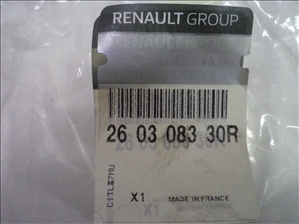 RENAULT GROUP
26 03 083 30R
X1 MADE IN FRANCE